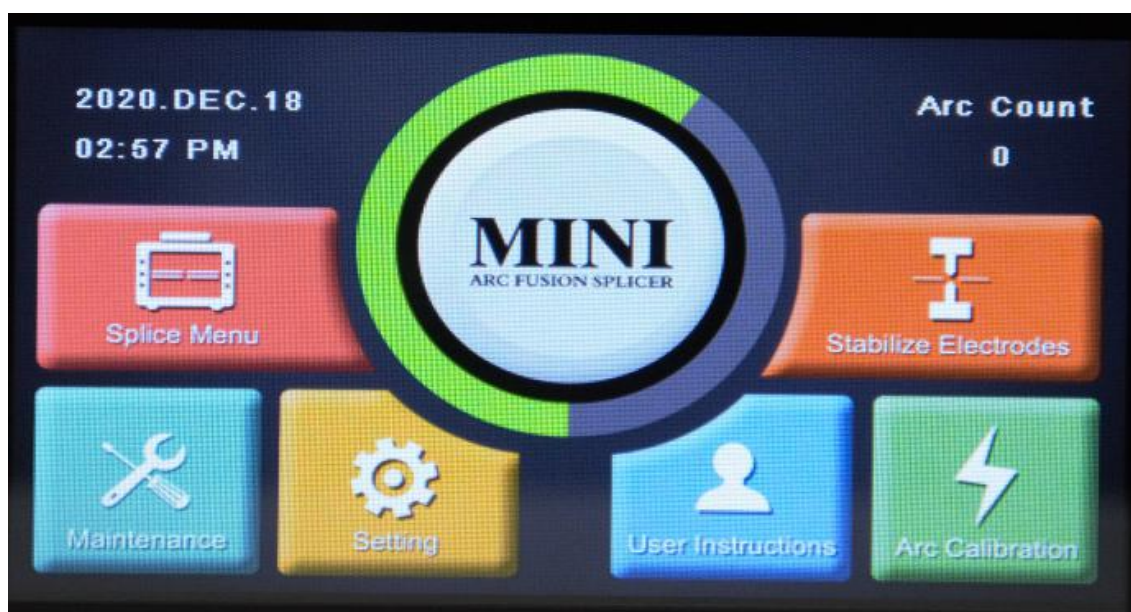 2020.DEC.18
02:57 PM
Arc Count
0
MINI
ARC FUSION SPLICER
Splice Menu
Stabilize Electrodes
Maintenance
Setting
User Instructions
Arc Calibration